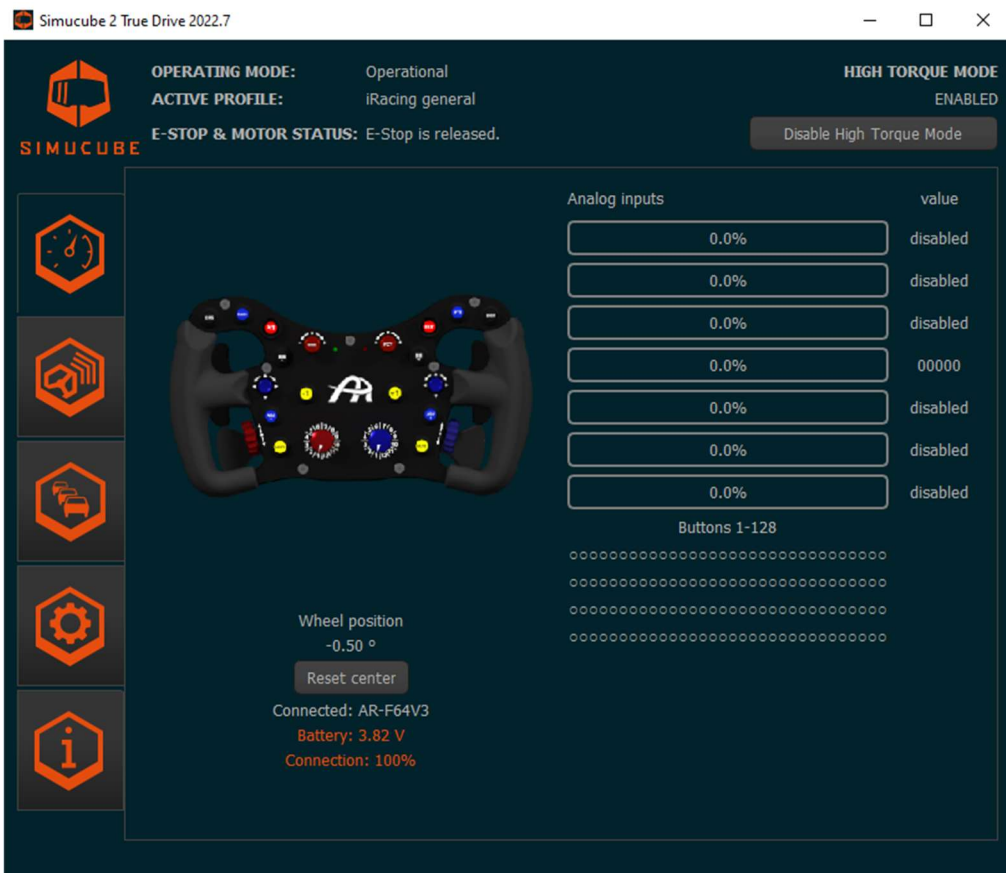 Simucube 2 True Drive 2022.7
OPERATING MODE: Operational
HIGH TORQUE MODE
ACTIVE PROFILE: iRacing general
ENABLED
E-STOP & MOTOR STATUS: E-Stop is released.
Disable High Torque Mode
SIMUCUBE
Analog inputs value
0.0% disabled
0.0% disabled
0.0% disabled
0.0% 00000
0.0% disabled
0.0% disabled
0.0% disabled
Buttons 1-128
Wheel position
-0.50 º
Reset center
Connected: AR-F64V3
Battery: 3.82 V
Connection: 100%